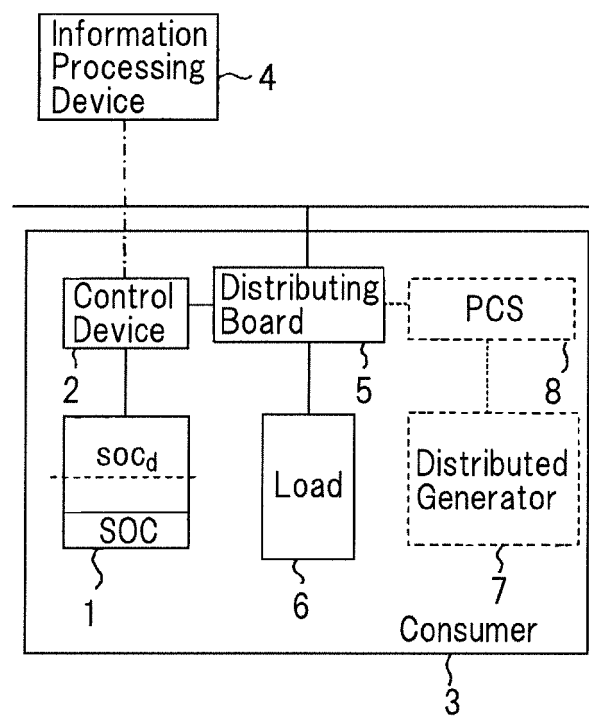 Information
Processing
Device
4
Control
Device
2
Distributing
Board
5
PCS
8
socd
SOC
1
Load
6
Distributed
Generator
7
Consumer
3